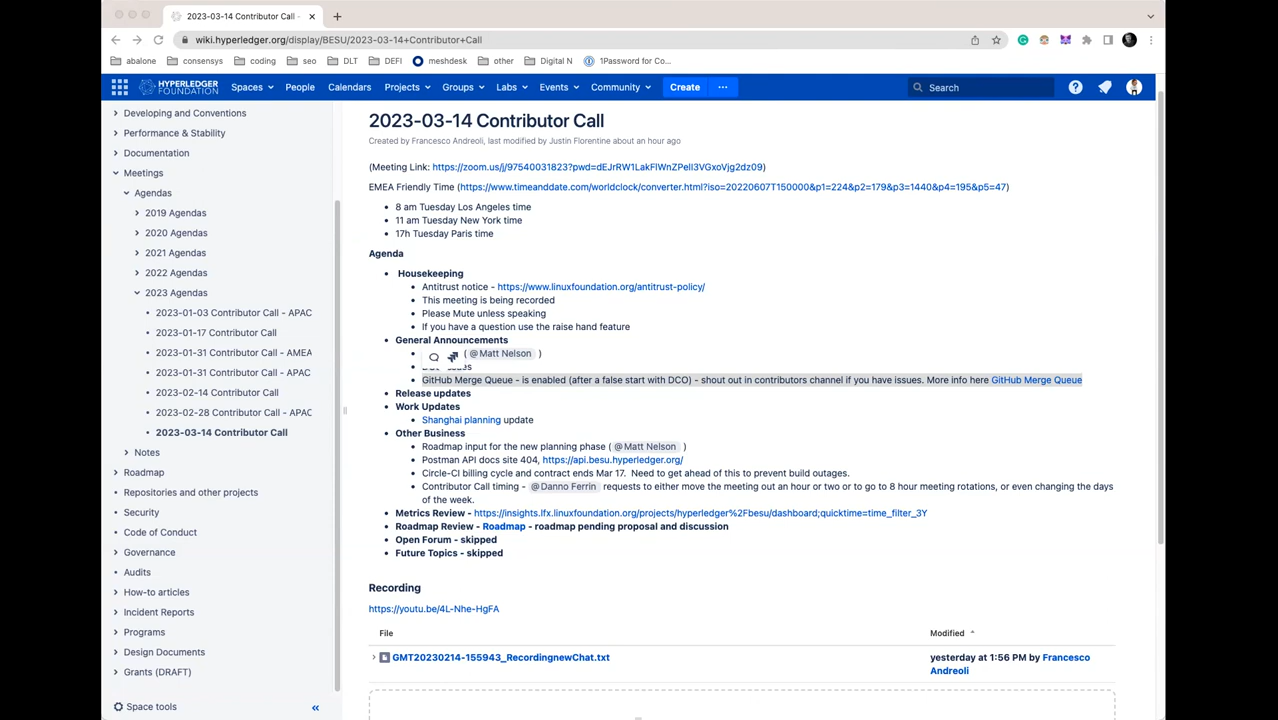 2023-03-14 Contributor Call -
wiki.hyperledger.org/display/BESU/2023-03-14+Contributor+Call
abalone consensys coding seo DLT DEFI meshdesk other Digital N 1Password for Co...
HYPERLEDGER FOUNDATION Spaces People Calendars Projects Groups Labs Events Community Create ... Search
Developing and Conventions
Performance & Stability
Documentation
Meetings
Agendas
2019 Agendas
2020 Agendas
2021 Agendas
2022 Agendas
2023 Agendas
2023-01-03 Contributor Call - APAC
2023-01-17 Contributor Call
2023-01-31 Contributor Call - AMEA
2023-01-31 Contributor Call - APAC
2023-02-14 Contributor Call
2023-02-28 Contributor Call - APAC
2023-03-14 Contributor Call
Notes
Roadmap
Repositories and other projects
Security
Code of Conduct
Governance
Audits
How-to articles
Incident Reports
Programs
Design Documents
Grants (DRAFT)
Space tools
2023-03-14 Contributor Call
Created by Francesco Andreoli, last modified by Justin Florentine about an hour ago
(Meeting Link: https://zoom.us/j/97540031823?pwd=dEJrRW1LakFlWnZPell3VGxoVjg2dz09)
EMEA Friendly Time (https://www.timeanddate.com/worldclock/converter.html?iso=20220607T150000&p1=224&p2=179&p3=1440&p4=195&p5=47)
8 am Tuesday Los Angeles time
11 am Tuesday New York time
17h Tuesday Paris time
Agenda
Housekeeping
Antitrust notice - https://www.linuxfoundation.org/antitrust-policy/
This meeting is being recorded
Please Mute unless speaking
If you have a question use the raise hand feature
General Announcements
( @Matt Nelson )
GitHub Merge Queue - is enabled (after a false start with DCO) - shout out in contributors channel if you have issues. More info here GitHub Merge Queue
Release updates
Work Updates
Shanghai planning update
Other Business
Roadmap input for the new planning phase ( @Matt Nelson )
Postman API docs site 404, https://api.besu.hyperledger.org/
Circle-CI billing cycle and contract ends Mar 17. Need to get ahead of this to prevent build outages.
Contributor Call timing - @Danno Ferrin requests to either move the meeting out an hour or two or to go to 8 hour meeting rotations, or even changing the days
of the week.
Metrics Review - https://insights.lfx.linuxfoundation.org/projects/hyperledger%2Fbesu/dashboard;quicktime=time_filter_3Y
Roadmap Review - Roadmap - roadmap pending proposal and discussion
Open Forum - skipped
Future Topics - skipped
Recording
https://youtu.be/4L-Nhe-HgFA
File Modified
GMT20230214-155943_RecordingnewChat.txt yesterday at 1:56 PM by Francesco
Andreoli